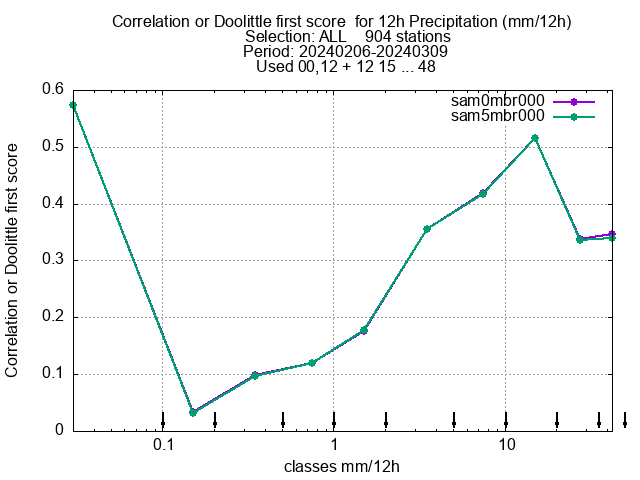 Correlation or Doolittle first score  for 12h Precipitation (mm/12h)
Selection: ALL    904 stations
Period: 20240206-20240309
Used 00,12 + 12 15 ... 48
sam0mbr000
sam5mbr000
Correlation or Doolittle first score
0.6
0.5
0.4
0.3
0.2
0.1
0
0.1
1
10
classes mm/12h